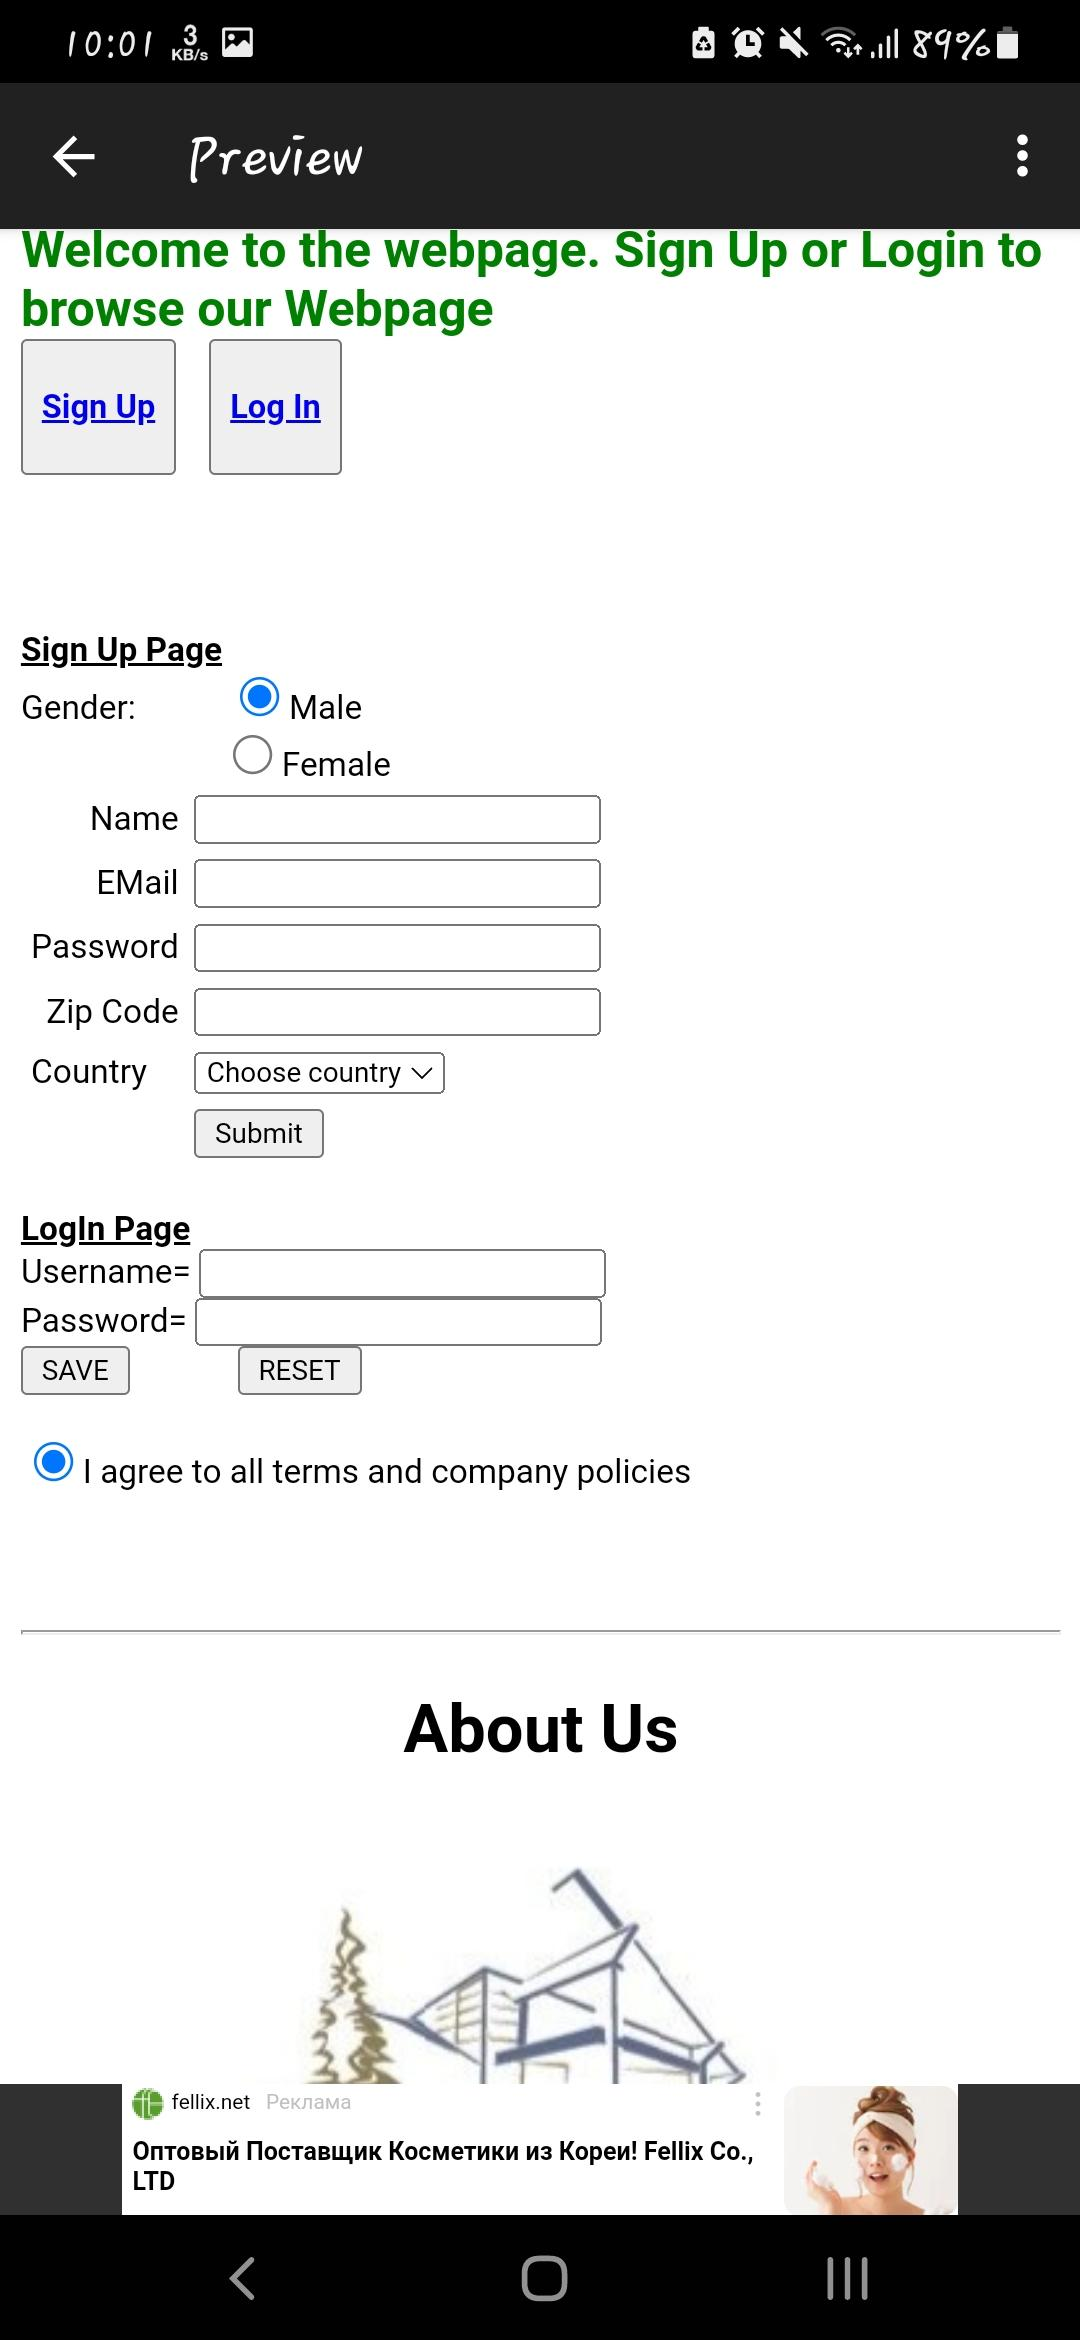 10:01 3 KB/s 89%
Preview
Welcome to the webpage. Sign Up or Login to
browse our Webpage
Sign Up Log In
Sign Up Page
Gender: Male
Female
Name
EMail
Password
Zip Code
Country Choose country
Submit
LogIn Page
Username=
Password=
SAVE RESET
I agree to all terms and company policies
About Us
fellix.net Реклама
Оптовый Поставщик Косметики из Кореи! Fellix Co.,
LTD